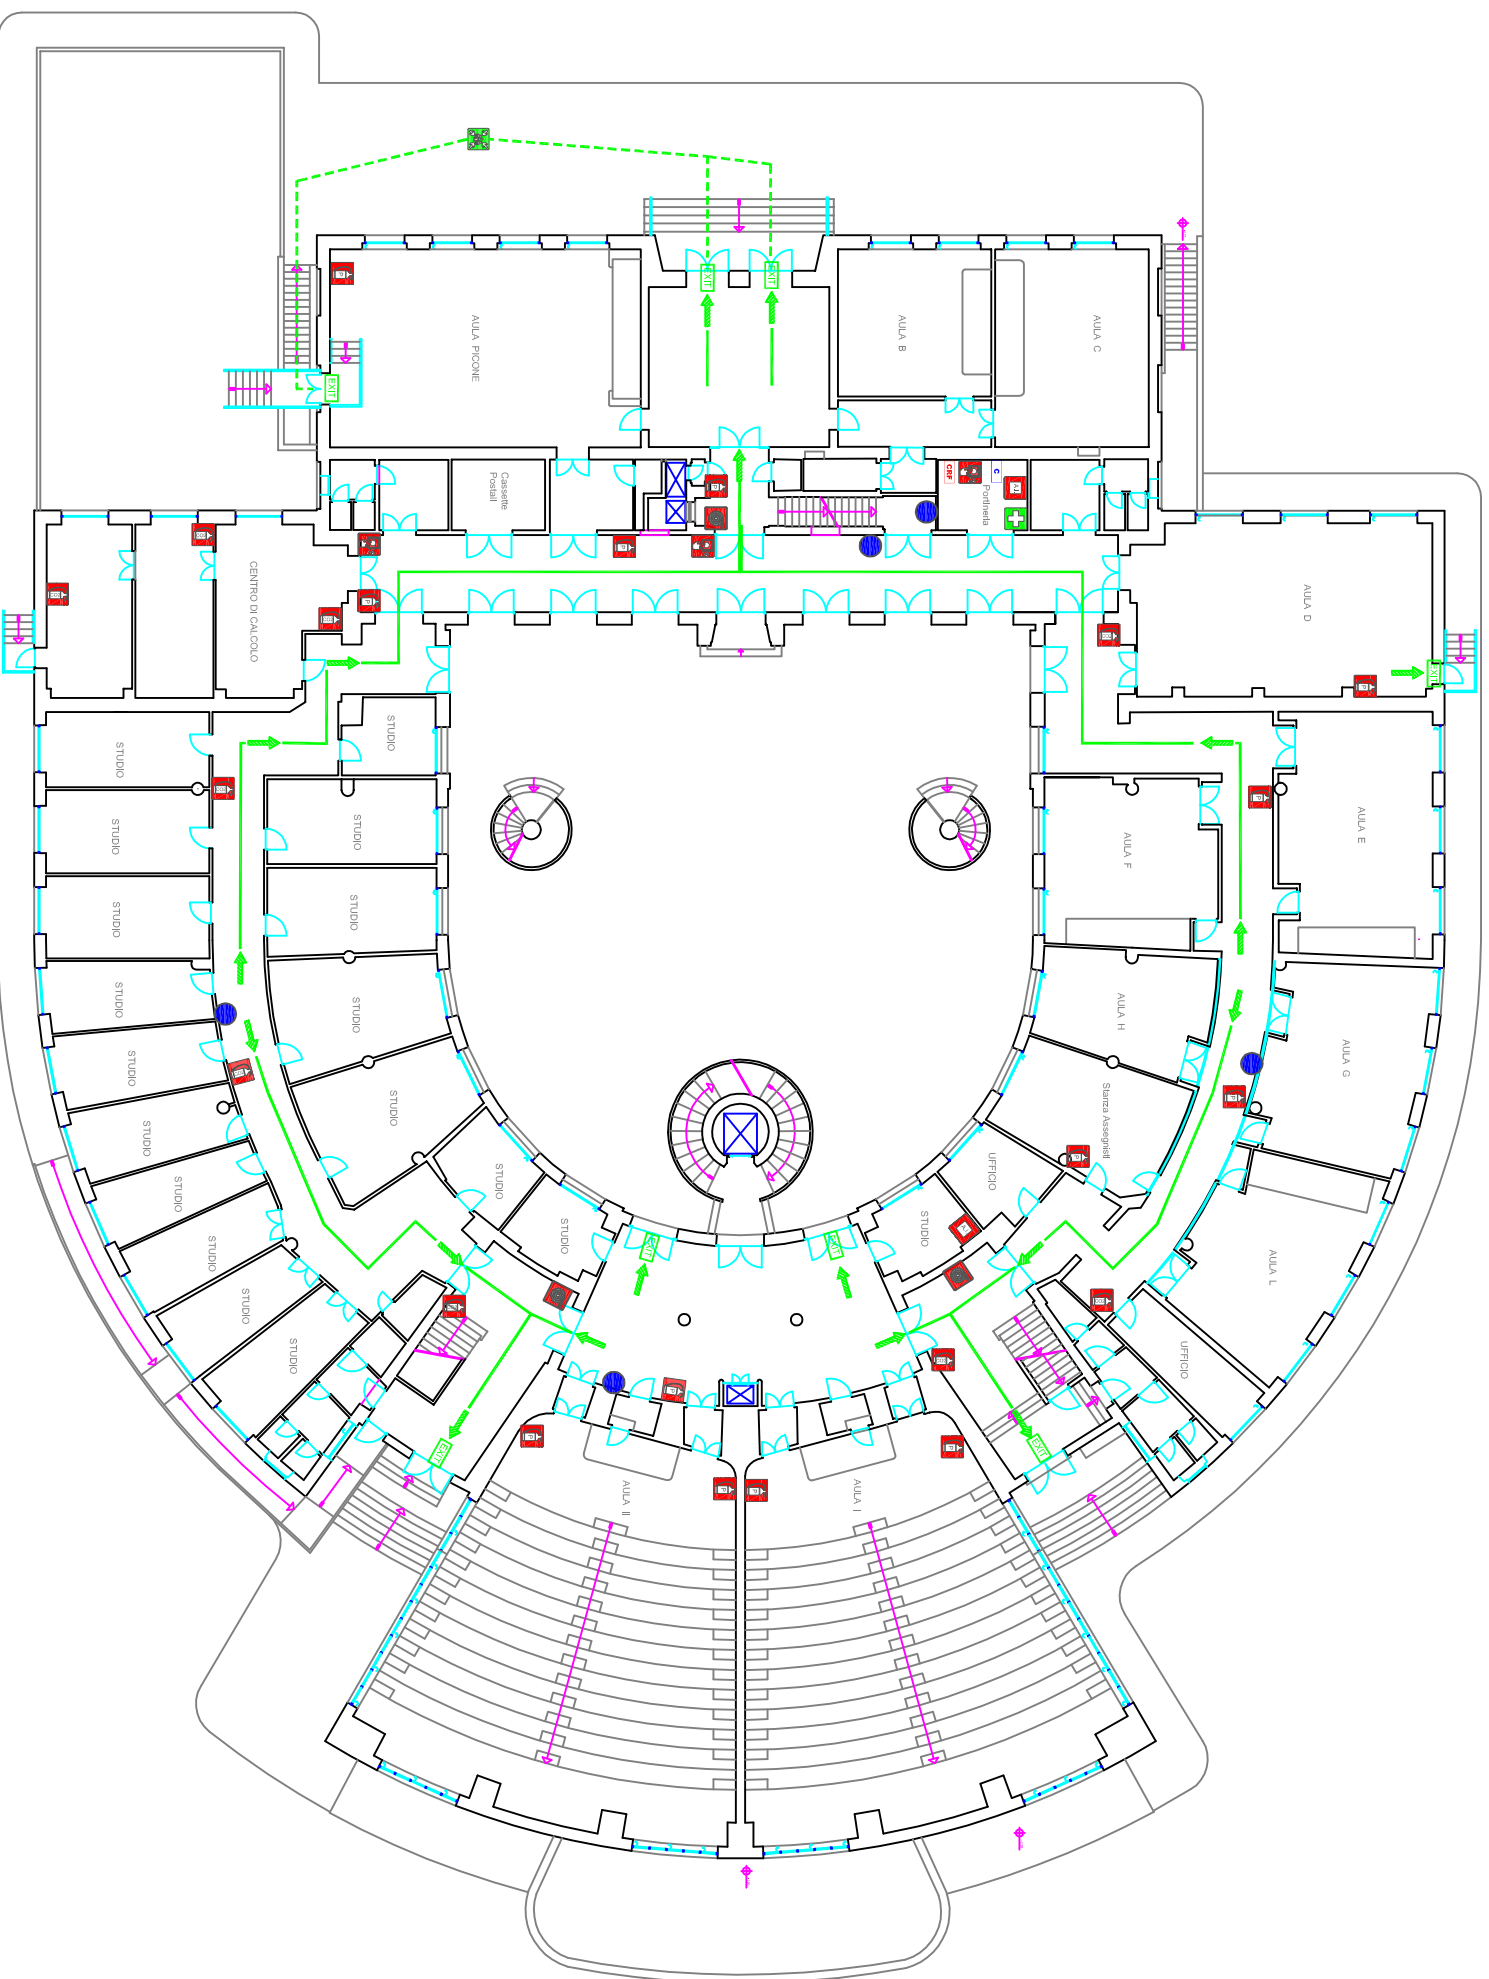 EXIT
EXIT
AULA PICONE
AULA B
AULA C
EXIT
Cassette
Postali
CRF
C
Portineria
CENTRO DI CALCOLO
AULA D
EXIT
STUDIO
STUDIO
STUDIO
STUDIO
AULA F
AULA E
STUDIO
STUDIO
STUDIO
STUDIO
AULA H
AULA G
STUDIO
STUDIO
Stanza Assegnisti
STUDIO
STUDIO
STUDIO
UFFICIO
STUDIO
STUDIO
STUDIO
EXIT
EXIT
AULA L
STUDIO
STUDIO
UFFICIO
EXIT
EXIT
AULA II
AULA I